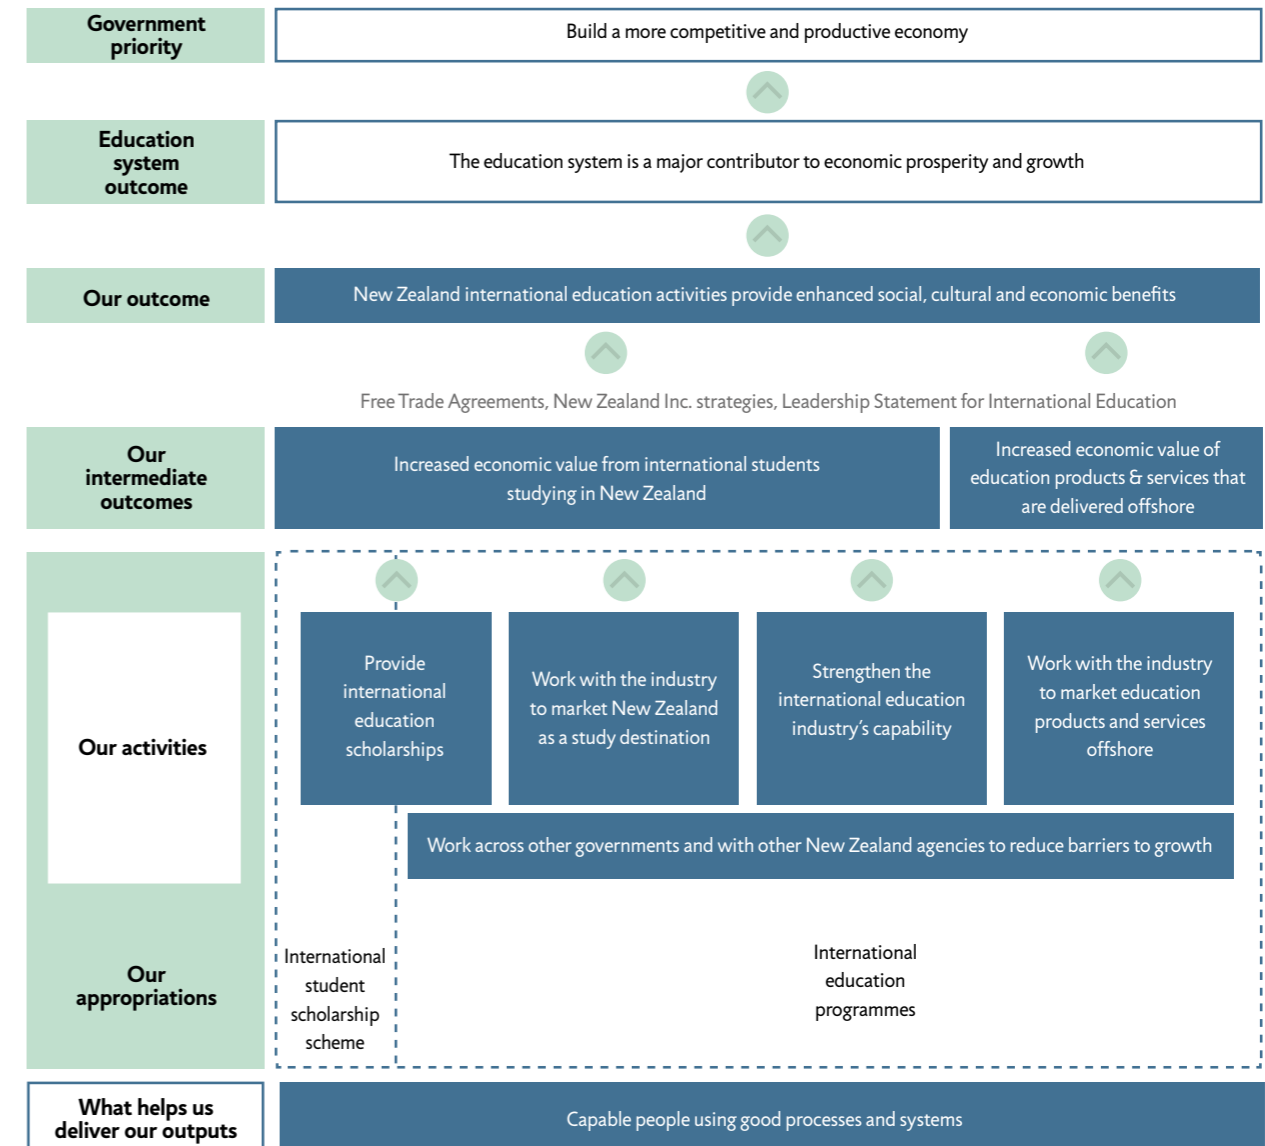 Government
priority
Build a more competitive and productive economy
Education
system
outcome
The education system is a major contributor to economic prosperity and growth
Our outcome
New Zealand international education activities provide enhanced social, cultural and economic benefits
Free Trade Agreements, New Zealand Inc. strategies, Leadership Statement for International Education
Our
intermediate
outcomes
Increased economic value from international students
studying in New Zealand
Increased economic value of
education products & services that
are delivered offshore
Our activities
Provide
international
education
scholarships
Work with the industry
to market New Zealand
as a study destination
Strengthen the
international education
industry’s capability
Work with the industry
to market education
products and services
offshore
Work across other governments and with other New Zealand agencies to reduce barriers to growth
Our
appropriations
International
student
scholarship
scheme
International
education
programmes
What helps us
deliver our outputs
Capable people using good processes and systems